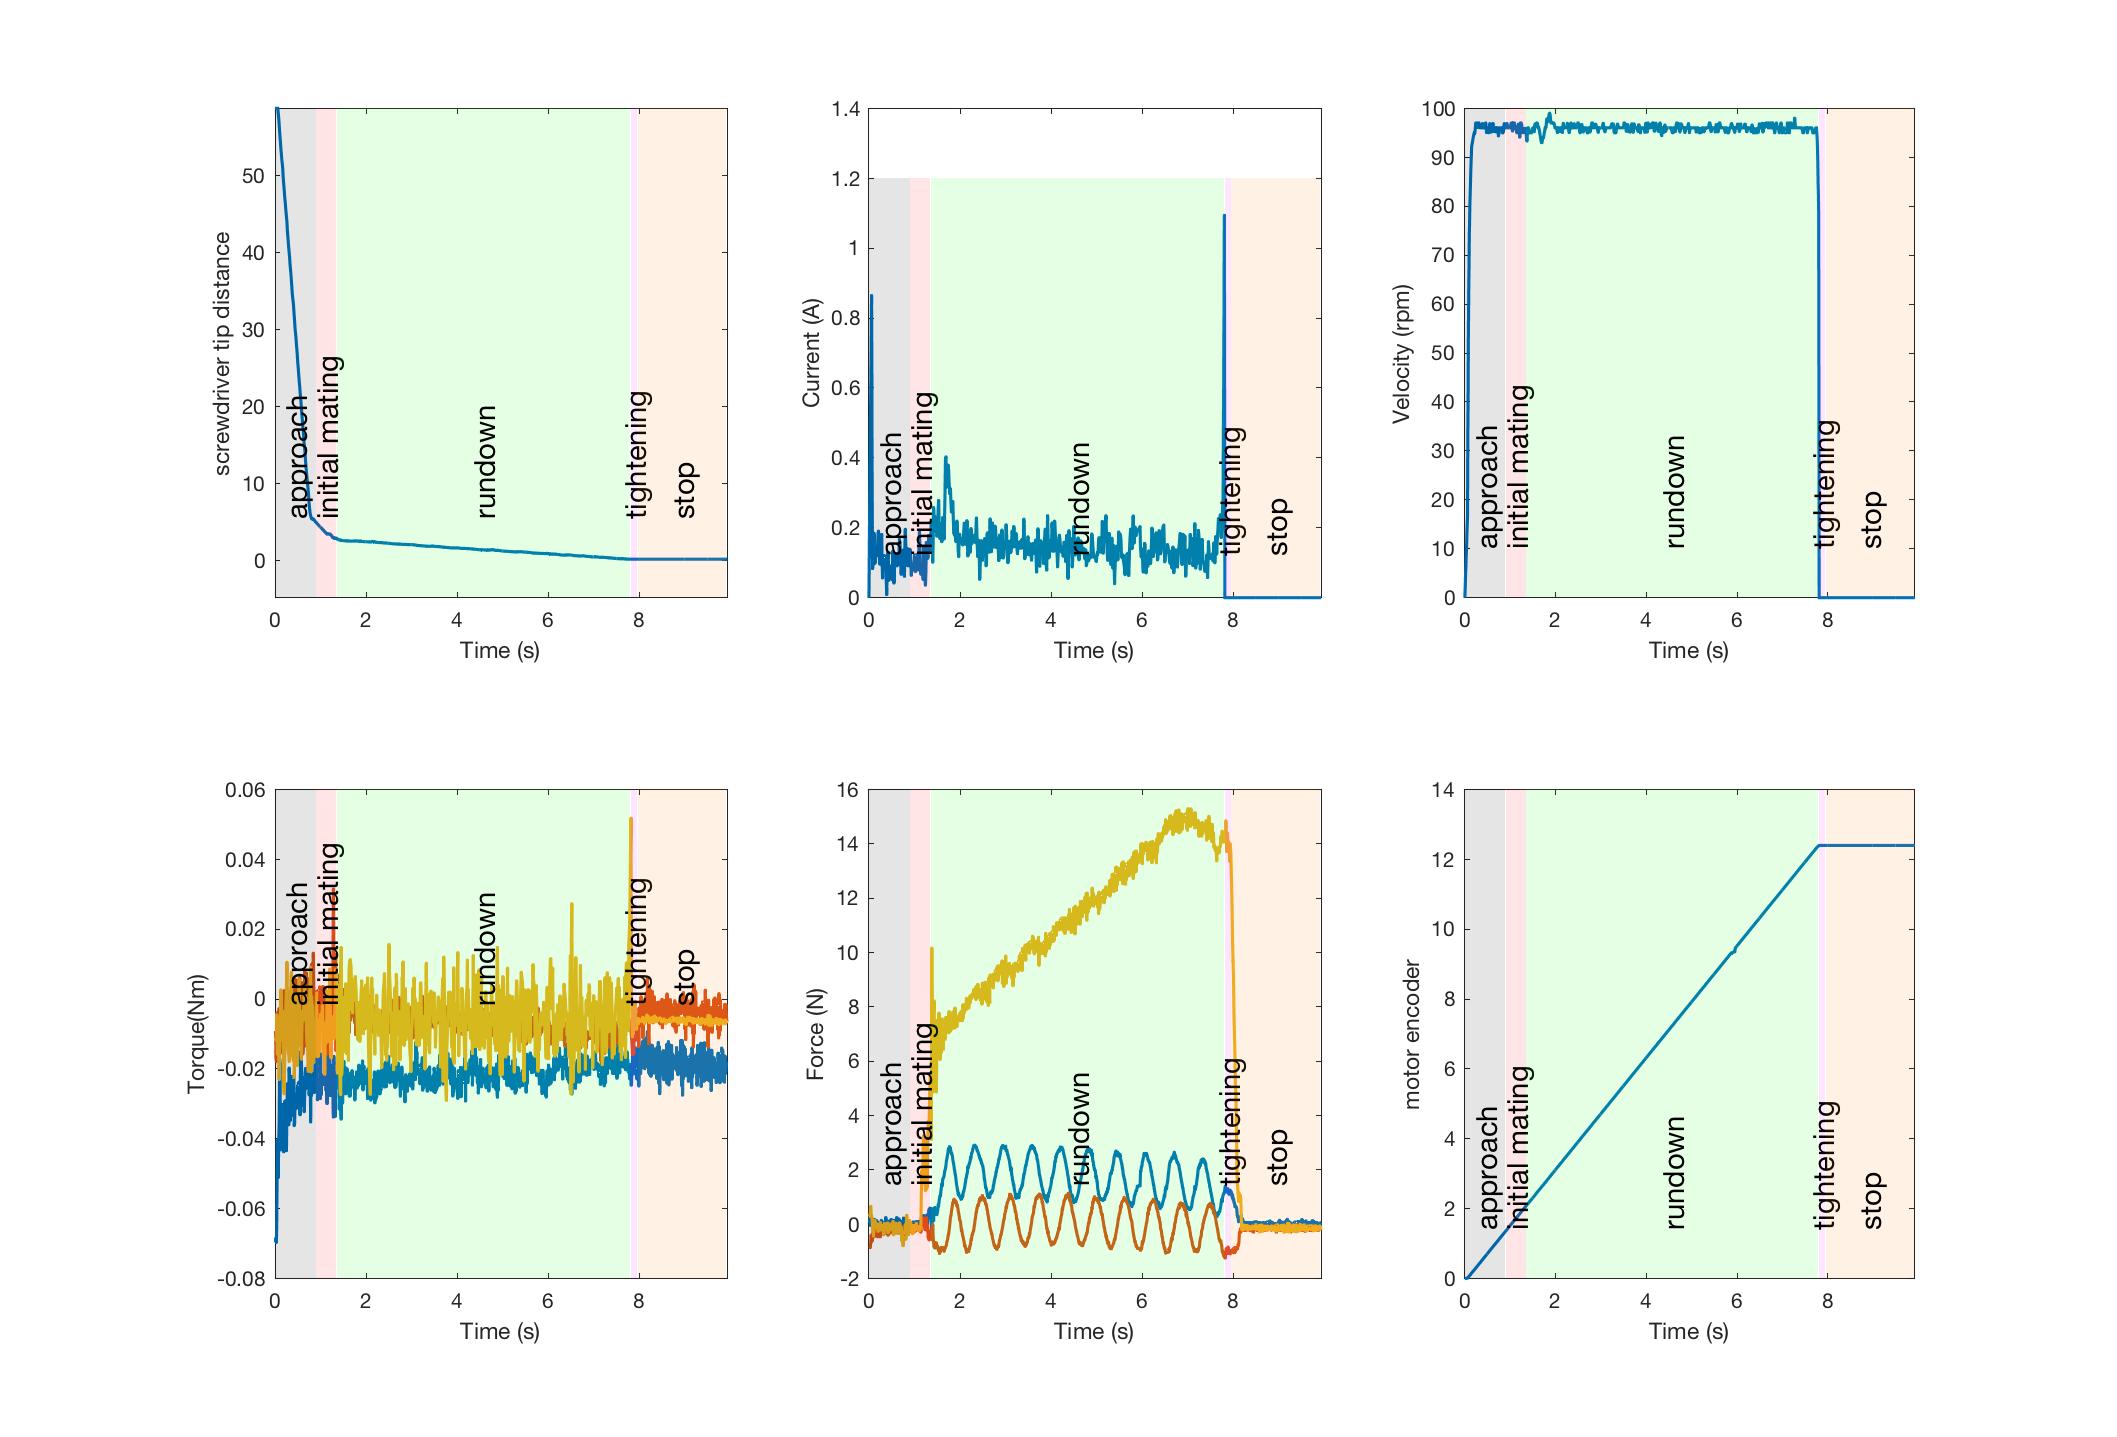 screwdriver tip distance
50
40
30
20
10
0
approach
initial mating
rundown
tightening
stop
0 2 4 6 8
Time (s)
Current (A)
1.4
1.2
1
0.8
0.6
0.4
0.2
0
approach
initial mating
rundown
tightening
stop
0 2 4 6 8
Time (s)
Velocity (rpm)
100
90
80
70
60
50
40
30
20
10
0
approach
initial mating
rundown
tightening
stop
0 2 4 6 8
Time (s)
Torque(Nm)
0.06
0.04
0.02
0
-0.02
-0.04
-0.06
-0.08
approach
initial mating
rundown
tightening
stop
0 2 4 6 8
Time (s)
Force (N)
16
14
12
10
8
6
4
2
0
-2
approach
initial mating
rundown
tightening
stop
0 2 4 6 8
Time (s)
motor encoder
14
12
10
8
6
4
2
0
approach
initial mating
rundown
tightening
stop
0 2 4 6 8
Time (s)